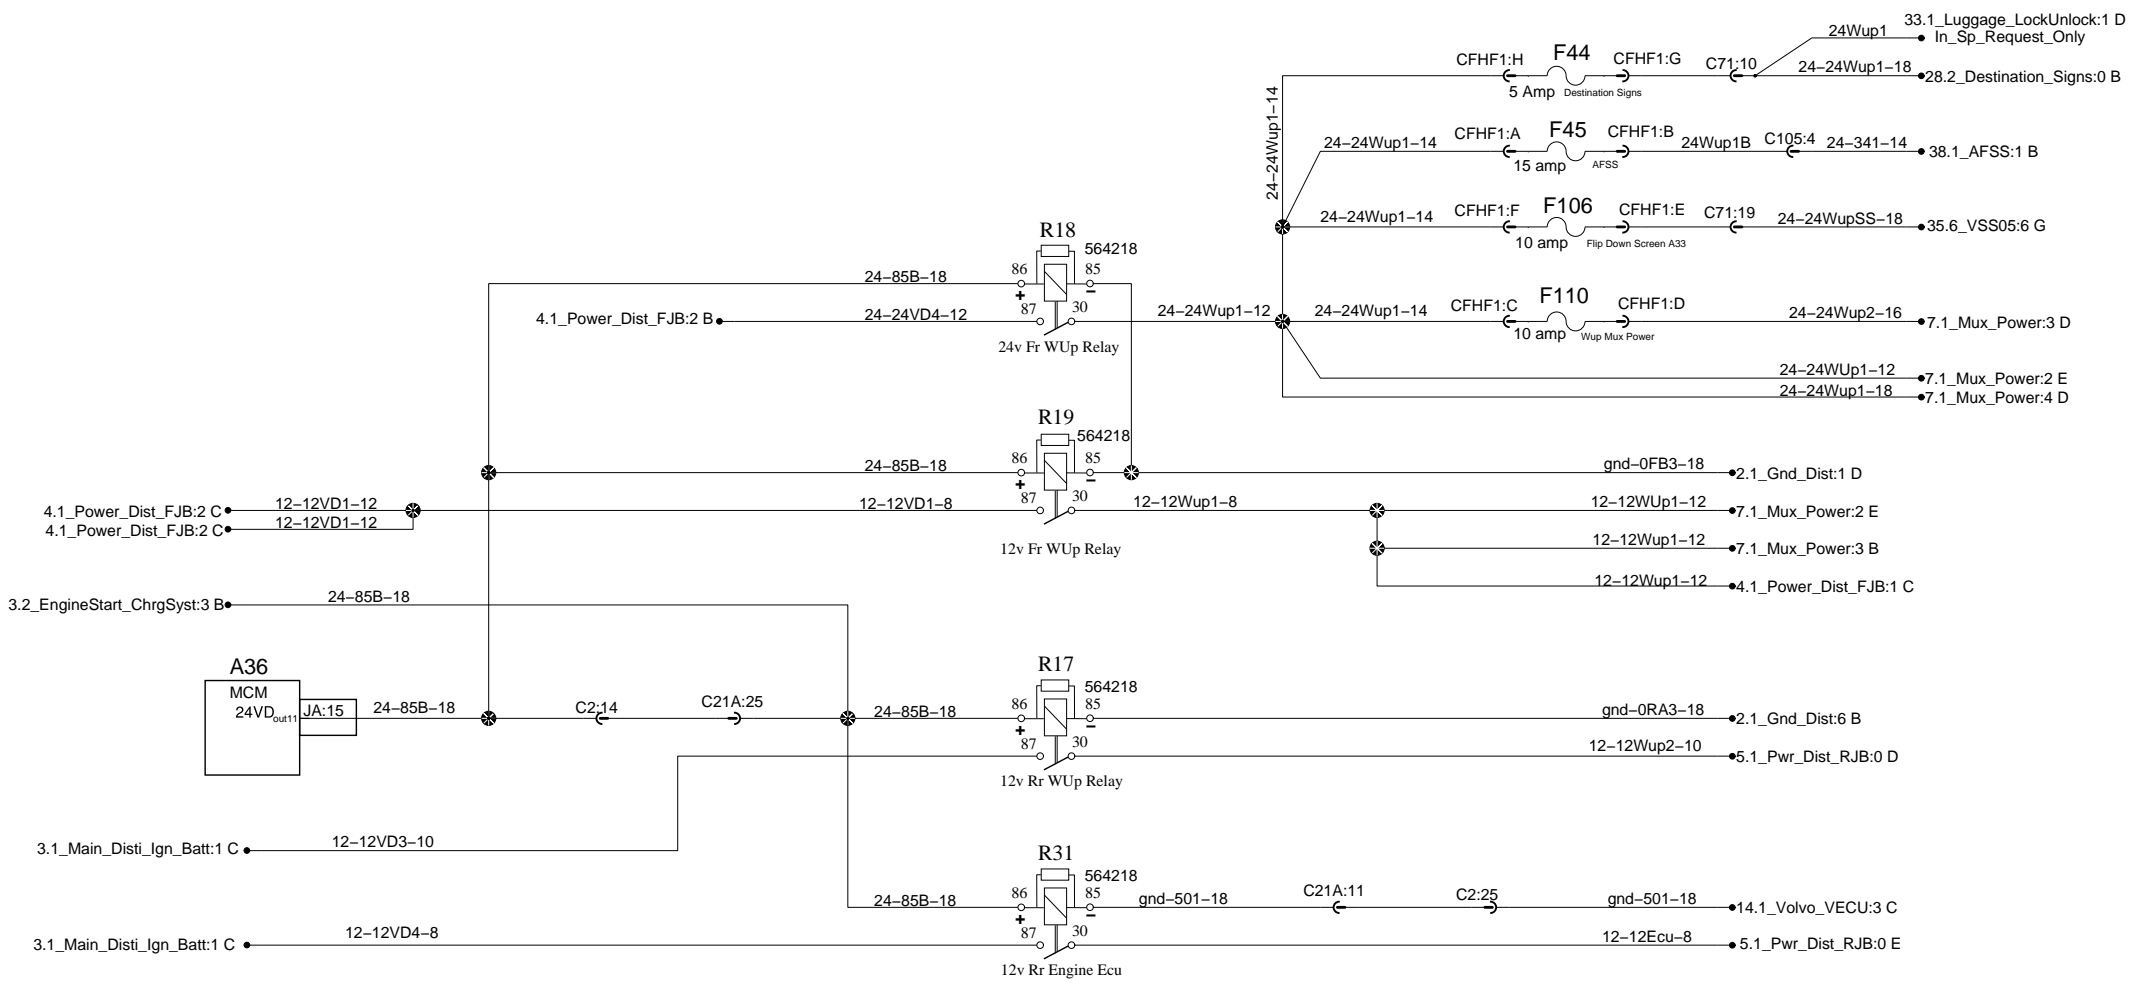 33.1_Luggage_LockUnlock:1 D
24Wup1
In_Sp_Request_Only
CFHF1:H
F44
CFHF1:G
C71:10
24-24Wup1-18
28.2_Destination_Signs:0 B
5 Amp
Destination Signs
24-24Wup1-14
24-24Wup1-14
CFHF1:A
F45
CFHF1:B
24Wup1B
C105:4
24-341-14
38.1_AFSS:1 B
15 amp
AFSS
24-24Wup1-14
CFHF1:F
F106
CFHF1:E
C71:19
24-24WupSS-18
35.6_VSS05:6 G
10 amp
Flip Down Screen A33
R18
564218
24-85B-18
86
85
+
-
4.1_Power_Dist_FJB:2 B
24-24VD4-12
87
30
24-24Wup1-12
24-24Wup1-14
CFHF1:C
F110
CFHF1:D
24-24Wup2-16
7.1_Mux_Power:3 D
10 amp
Wup Mux Power
24v Fr WUp Relay
24-24WUp1-12
7.1_Mux_Power:2 E
24-24Wup1-18
7.1_Mux_Power:4 D
R19
564218
24-85B-18
86
85
+
-
gnd-0FB3-18
2.1_Gnd_Dist:1 D
4.1_Power_Dist_FJB:2 C
12-12VD1-12
12-12VD1-8
87
30
12-12Wup1-8
12-12WUp1-12
7.1_Mux_Power:2 E
4.1_Power_Dist_FJB:2 C
12-12VD1-12
12v Fr WUp Relay
12-12Wup1-12
7.1_Mux_Power:3 B
12-12Wup1-12
4.1_Power_Dist_FJB:1 C
3.2_EngineStart_ChrgSyst:3 B
24-85B-18
A36
MCM
24VD out11
JA:15
24-85B-18
C2:14
C21A:25
24-85B-18
R17
564218
86
85
+
-
gnd-0RA3-18
2.1_Gnd_Dist:6 B
87
30
12-12Wup2-10
5.1_Pwr_Dist_RJB:0 D
12v Rr WUp Relay
3.1_Main_Disti_Ign_Batt:1 C
12-12VD3-10
R31
564218
24-85B-18
86
85
+
-
gnd-501-18
C21A:11
C2:25
gnd-501-18
14.1_Volvo_VECU:3 C
3.1_Main_Disti_Ign_Batt:1 C
12-12VD4-8
87
30
12-12Ecu-8
5.1_Pwr_Dist_RJB:0 E
12v Rr Engine Ecu